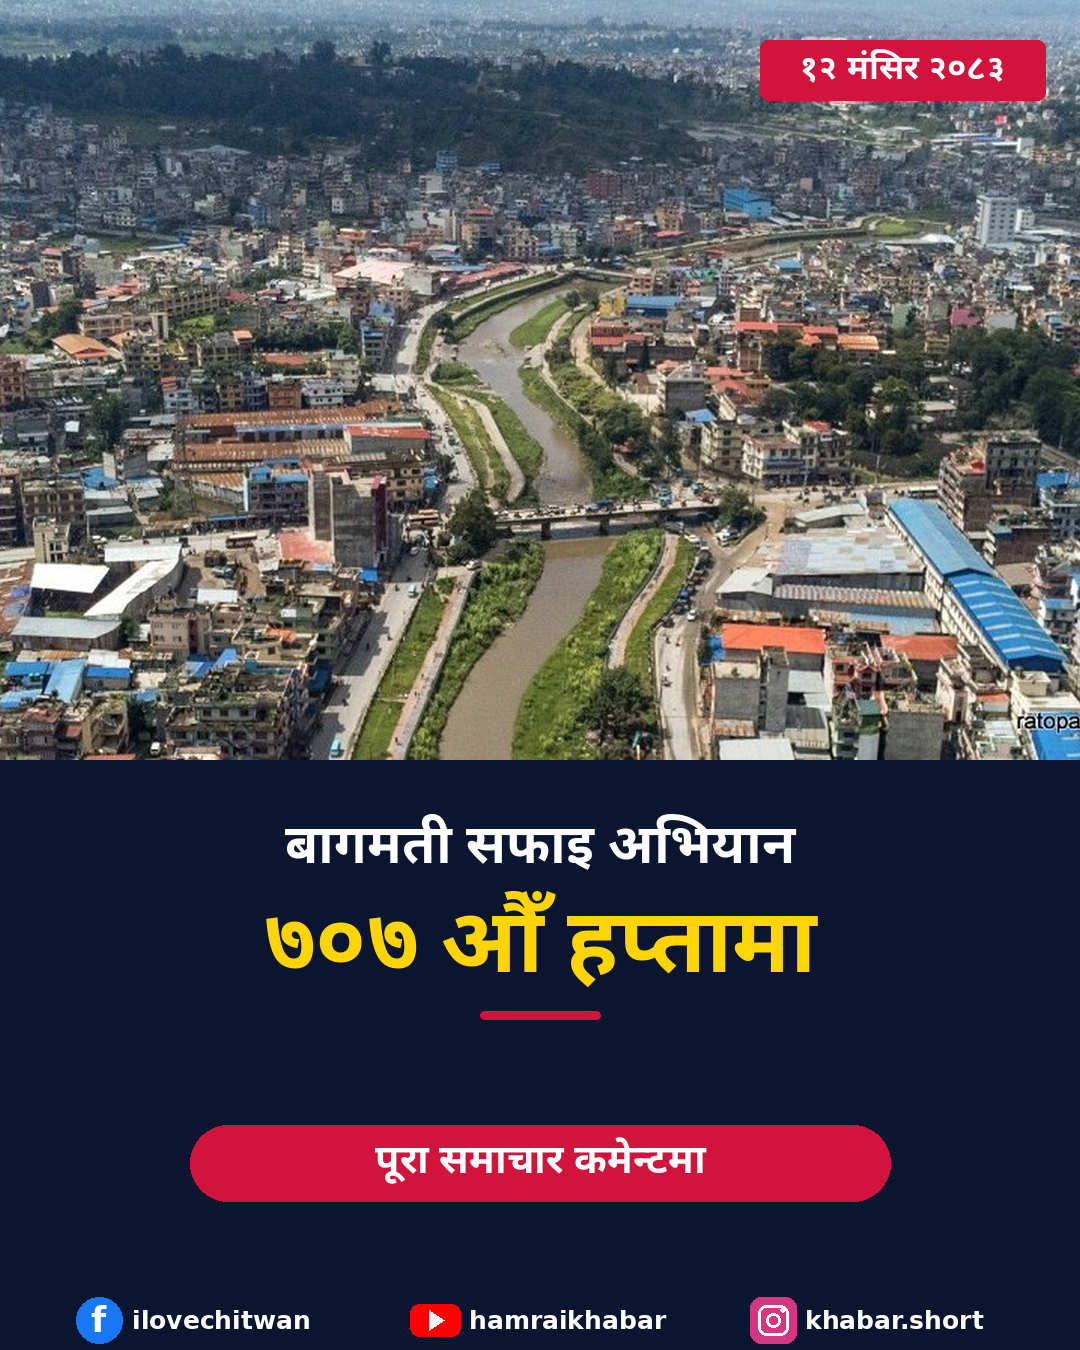 १२ मंसिर २०८३
ratopa
बागमती सफाइ अभियान
७०७ औँ हप्तामा
पूरा समाचार कमेन्टमा
ilovechitwan
hamraikhabar
khabar.short